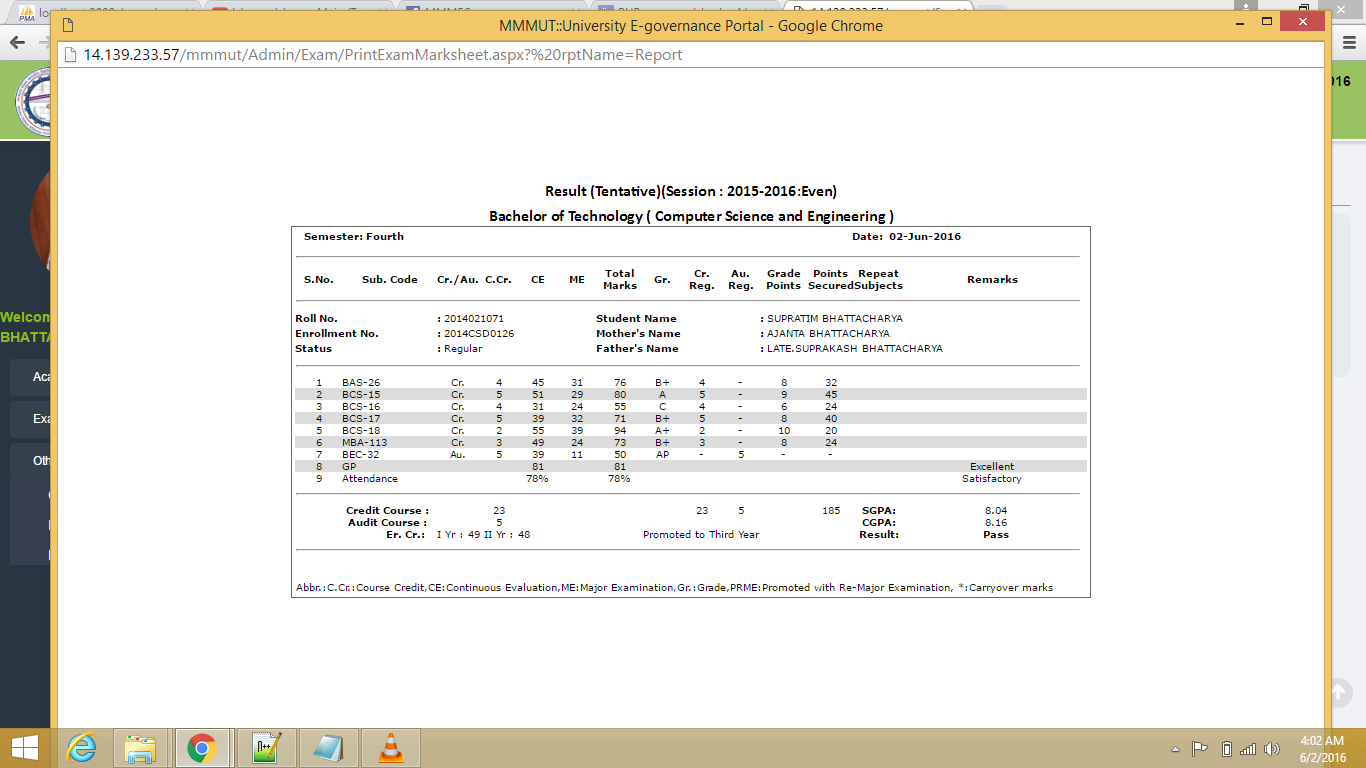 MMMUT::University E-governance Portal - Google Chrome
14.139.233.57/mmmut/Admin/Exam/PrintExamMarksheet.aspx?%20rptName=Report
Result (Tentative)(Session : 2015-2016:Even)
Bachelor of Technology ( Computer Science and Engineering )
Semester: Fourth Date: 02-Jun-2016
S.No. Sub. Code Cr./Au. C.Cr. CE ME Total Marks Gr. Cr. Reg. Au. Reg. Grade Points Points Secured Repeat Subjects Remarks
Roll No. : 2014021071 Student Name : SUPRATIM BHATTACHARYA
Enrollment No. : 2014CSD0126 Mother's Name : AJANTA BHATTACHARYA
Status : Regular Father's Name : LATE.SUPRAKASH BHATTACHARYA
1 BAS-26 Cr. 4 45 31 76 B+ 4 - 8 32
2 BCS-15 Cr. 5 51 29 80 A 5 - 9 45
3 BCS-16 Cr. 4 31 24 55 C 4 - 6 24
4 BCS-17 Cr. 5 39 32 71 B+ 5 - 8 40
5 BCS-18 Cr. 2 55 39 94 A+ 2 - 10 20
6 MBA-113 Cr. 3 49 24 73 B+ 3 - 8 24
7 BEC-32 Au. 5 39 11 50 AP - 5 - -
8 GP 81 81 Excellent
9 Attendance 78% 78% Satisfactory
Credit Course : 23 23 5 185 SGPA: 8.04
Audit Course : 5 CGPA: 8.16
Er. Cr.: I Yr : 49 II Yr : 48 Promoted to Third Year Result: Pass
Abbr.:C.Cr.:Course Credit,CE:Continuous Evaluation,ME:Major Examination,Gr.:Grade,PRME:Promoted with Re-Major Examination, *:Carryover marks
4:02 AM
6/2/2016